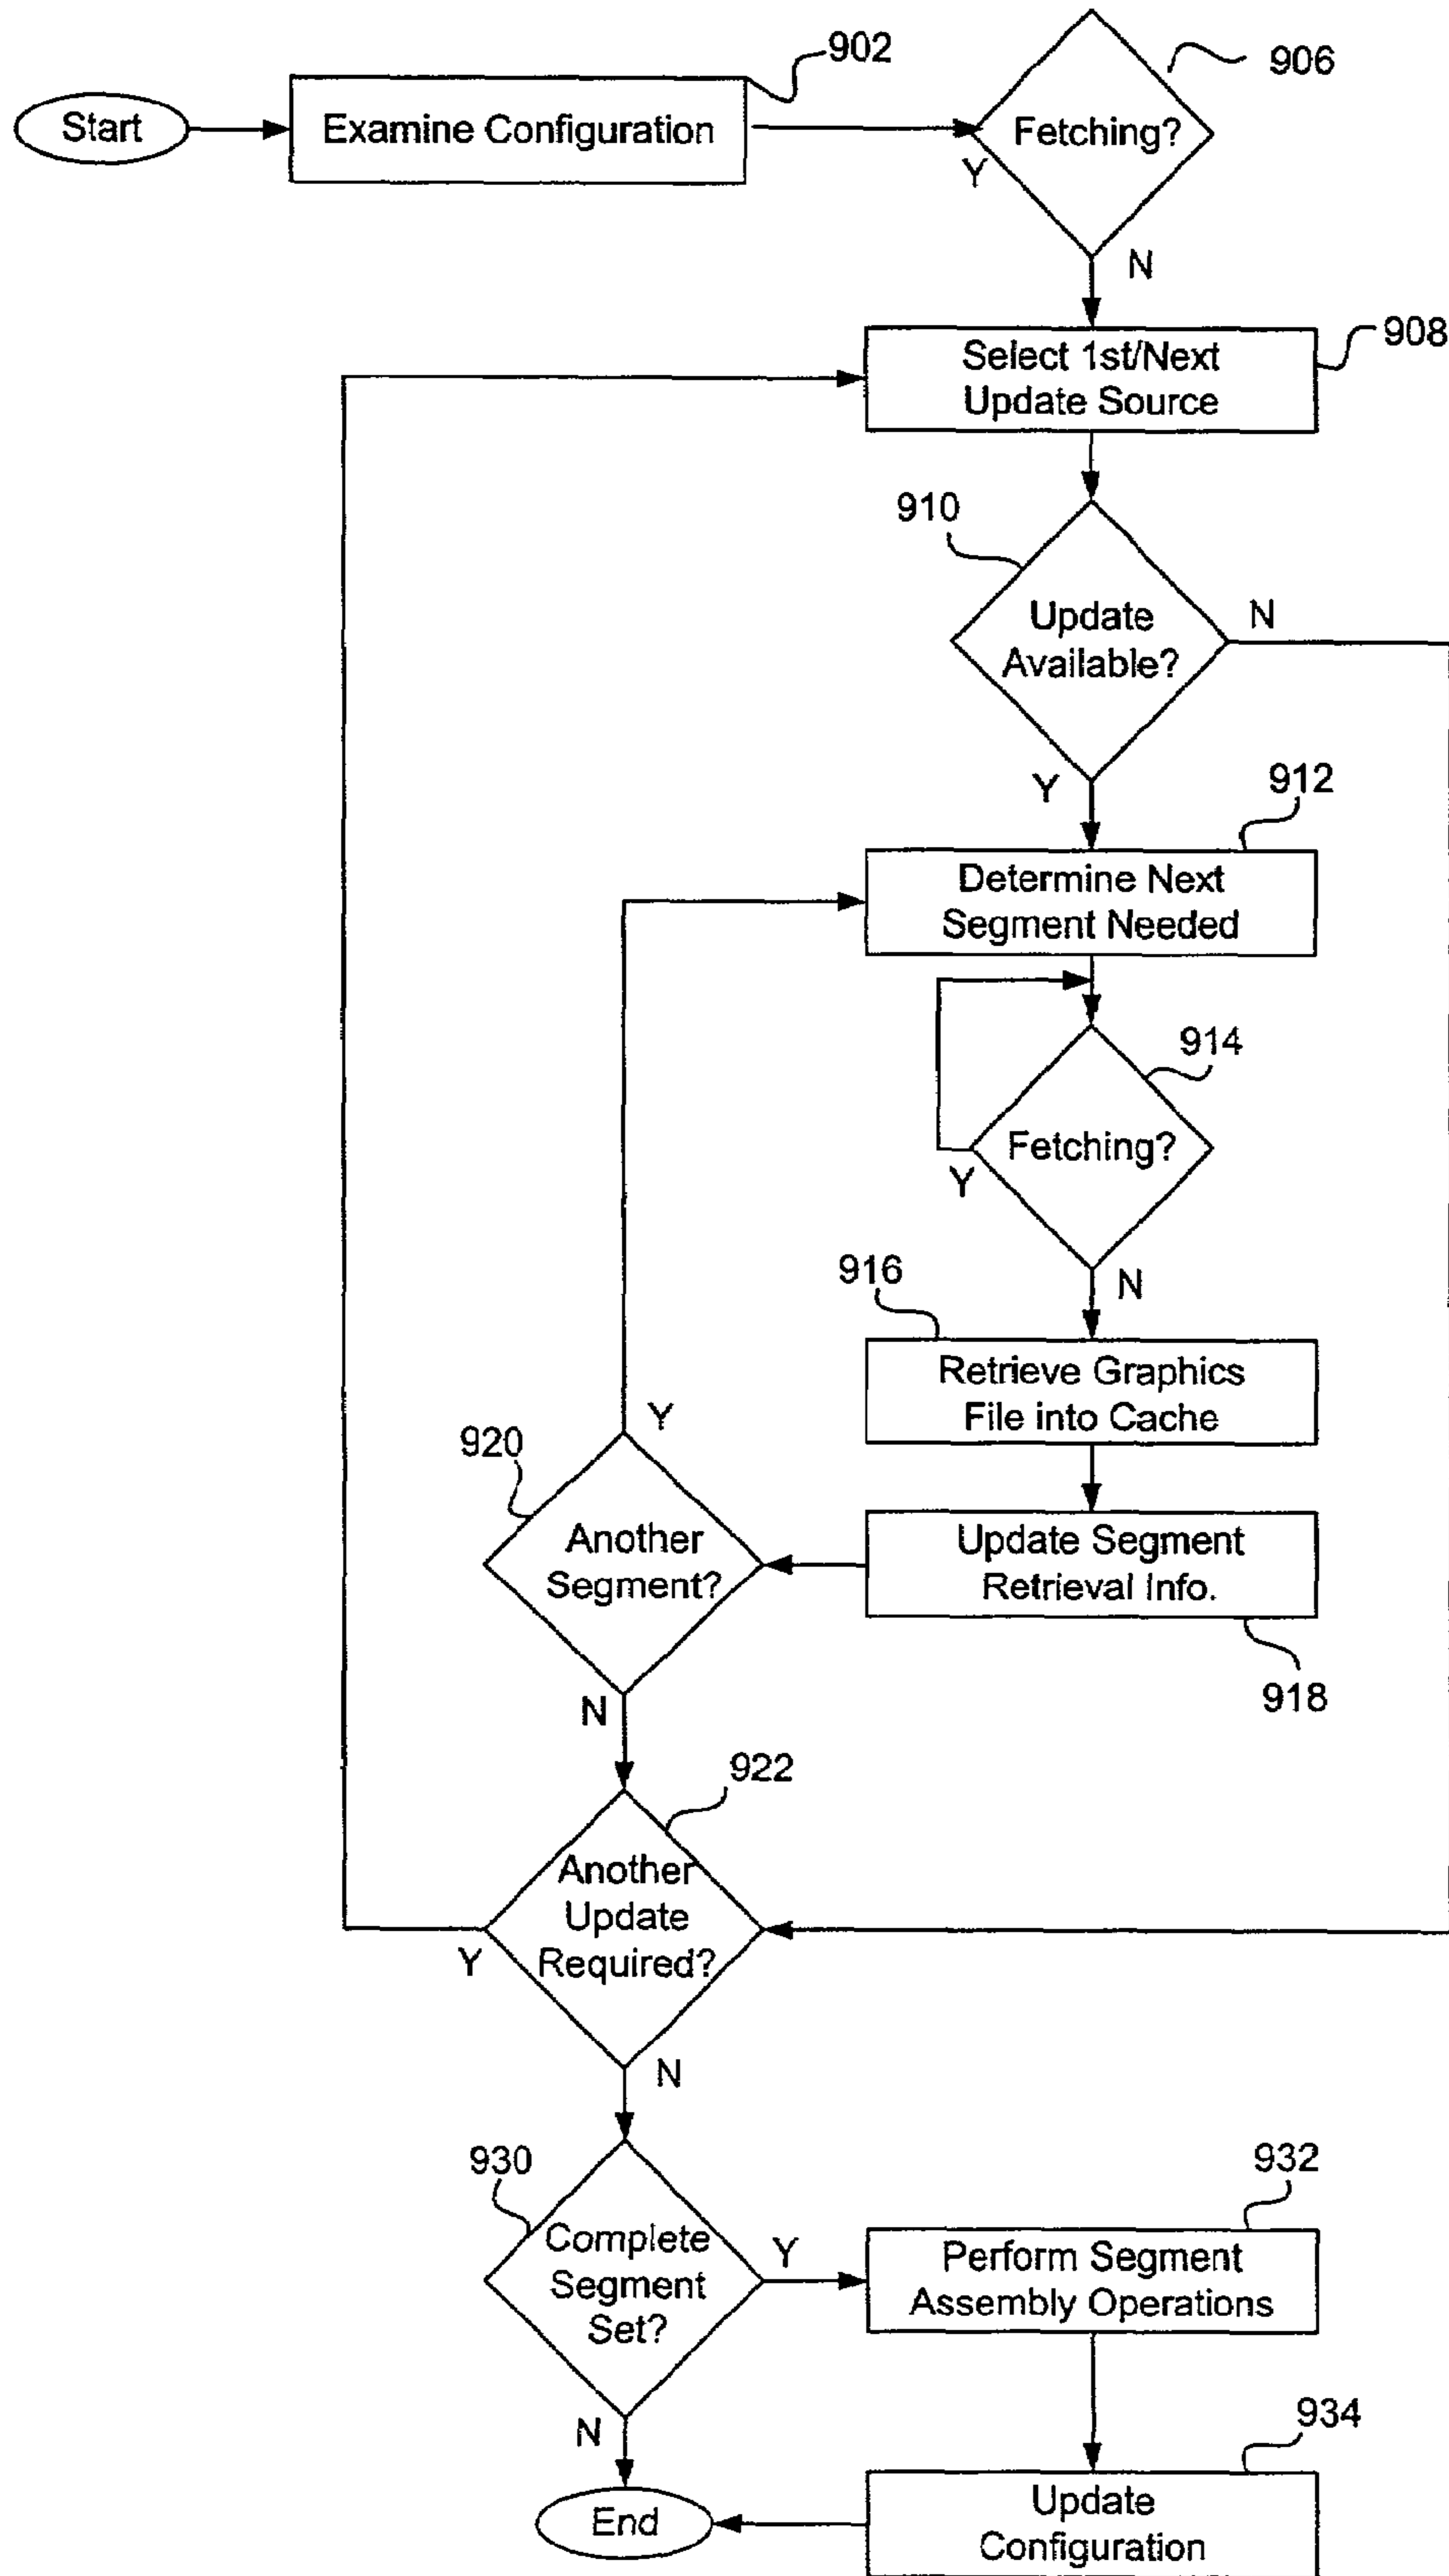 902
906
Start
Examine Configuration
Fetching?
Y
N
908
Select 1st/Next
Update Source
910
Update
Available?
N
Y
912
Determine Next
Segment Needed
914
Fetching?
Y
N
916
Retrieve Graphics
File into Cache
Y
920
Another
Segment?
Update Segment
Retrieval Info.
918
N
922
Another
Update
Required?
Y
N
930
932
Complete
Segment
Set?
Y
Perform Segment
Assembly Operations
N
934
End
Update
Configuration